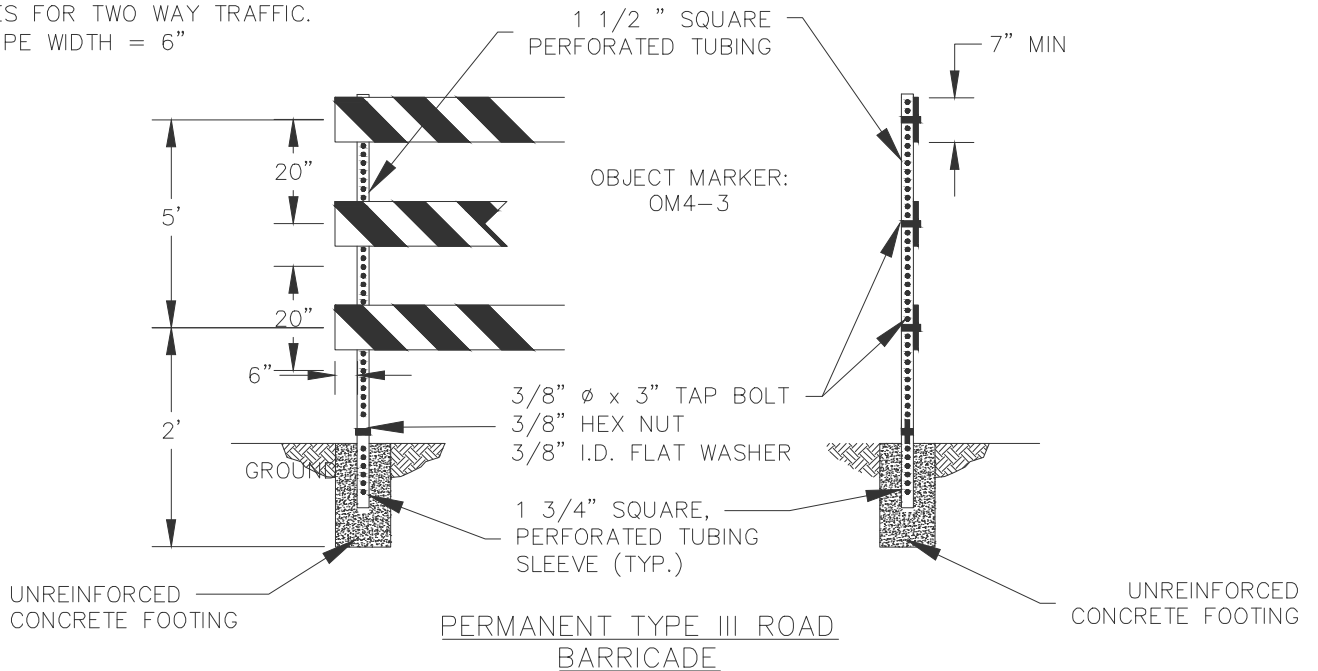 ES FOR TWO WAY TRAFFIC.
PE WIDTH = 6”
1 1/2 ” SQUARE
PERFORATED TUBING
7” MIN
20”
OBJECT MARKER:
OM4-3
5’
20”
6”
3/8” ø x 3” TAP BOLT
3/8” HEX NUT
3/8” I.D. FLAT WASHER
2’
GROUND
1 3/4” SQUARE,
PERFORATED TUBING
SLEEVE (TYP.)
UNREINFORCED
CONCRETE FOOTING
UNREINFORCED
CONCRETE FOOTING
PERMANENT TYPE III ROAD
BARRICADE